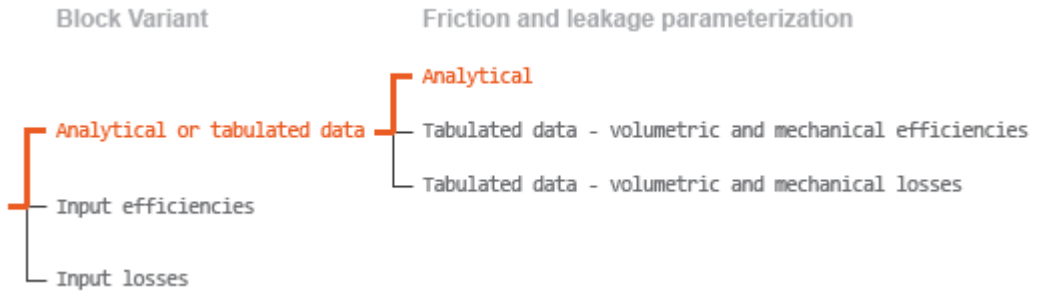 Block Variant
Friction and leakage parameterization
Analytical
Analytical or tabulated data
Tabulated data - volumetric and mechanical efficiencies
Tabulated data - volumetric and mechanical losses
Input efficiencies
Input losses